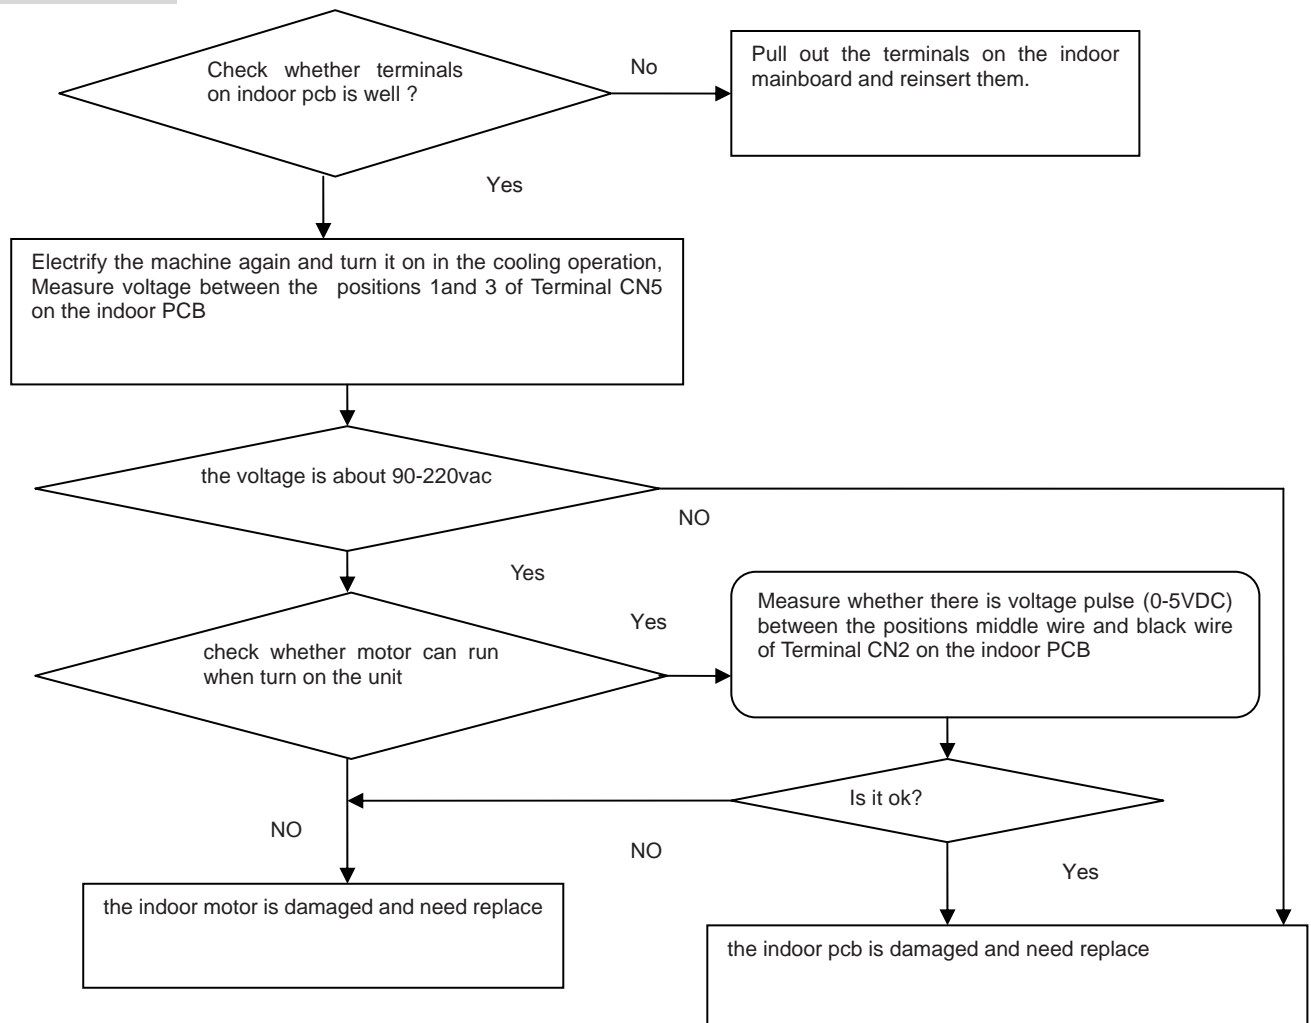 Check whether terminals
on indoor pcb is well ?
No
Pull out the terminals on the indoor
mainboard and reinsert them.
Yes
Electrify the machine again and turn it on in the cooling operation,
Measure voltage between the positions 1and 3 of Terminal CN5
on the indoor PCB
the voltage is about 90-220vac
NO
Yes
check whether motor can run
when turn on the unit
Yes
Measure whether there is voltage pulse (0-5VDC)
between the positions middle wire and black wire
of Terminal CN2 on the indoor PCB
Is it ok?
NO
NO
Yes
the indoor motor is damaged and need replace
the indoor pcb is damaged and need replace